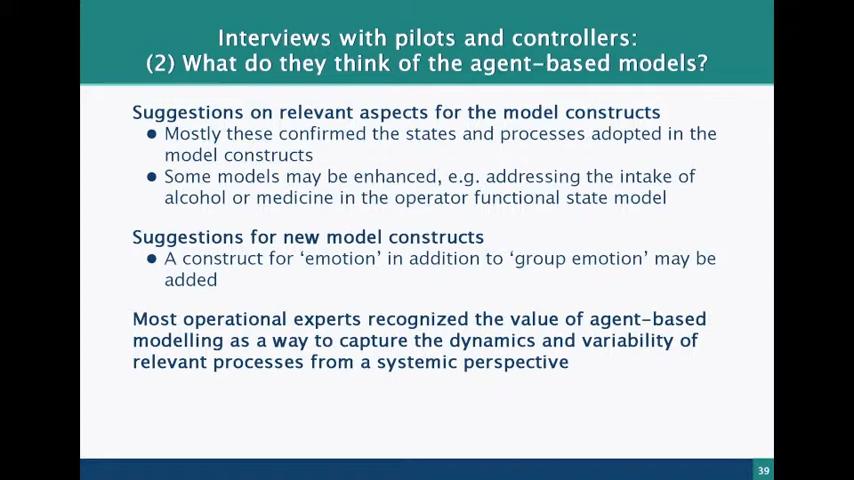 Interviews with pilots and controllers:
(2) What do they think of the agent-based models?
Suggestions on relevant aspects for the model constructs
● Mostly these confirmed the states and processes adopted in the
model constructs
● Some models may be enhanced, e.g. addressing the intake of
alcohol or medicine in the operator functional state model
Suggestions for new model constructs
● A construct for ‘emotion’ in addition to ‘group emotion’ may be
added
Most operational experts recognized the value of agent-based
modelling as a way to capture the dynamics and variability of
relevant processes from a systemic perspective
39